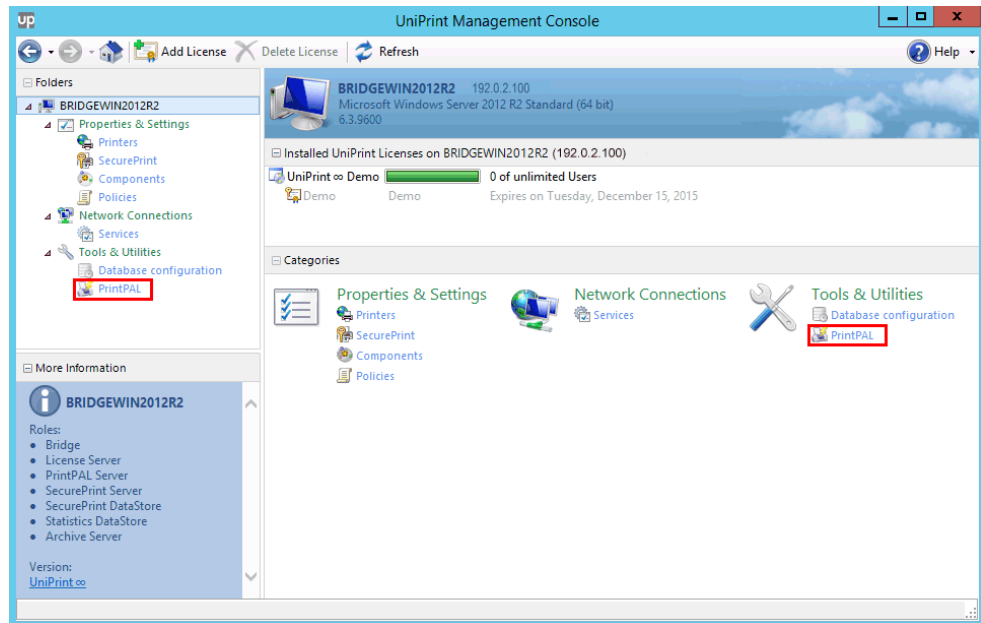 up
UniPrint Management Console
Add License
Delete License
Refresh
Help
Folders
BRIDGEWIN2012R2
Properties & Settings
Printers
SecurePrint
Components
Policies
Network Connections
Services
Tools & Utilities
Database configuration
PrintPAL
BRIDGEWIN2012R2 192.0.2.100
Microsoft Windows Server 2012 R2 Standard (64 bit)
6.3.9600
Installed UniPrint Licenses on BRIDGEWIN2012R2 (192.0.2.100)
UniPrint ∞ Demo 0 of unlimited Users
Demo Demo Expires on Tuesday, December 15, 2015
Categories
Properties & Settings
Printers
SecurePrint
Components
Policies
Network Connections
Services
Tools & Utilities
Database configuration
PrintPAL
More Information
BRIDGEWIN2012R2
Roles:
• Bridge
• License Server
• PrintPAL Server
• SecurePrint Server
• SecurePrint DataStore
• Statistics DataStore
• Archive Server
Version:
UniPrint ∞